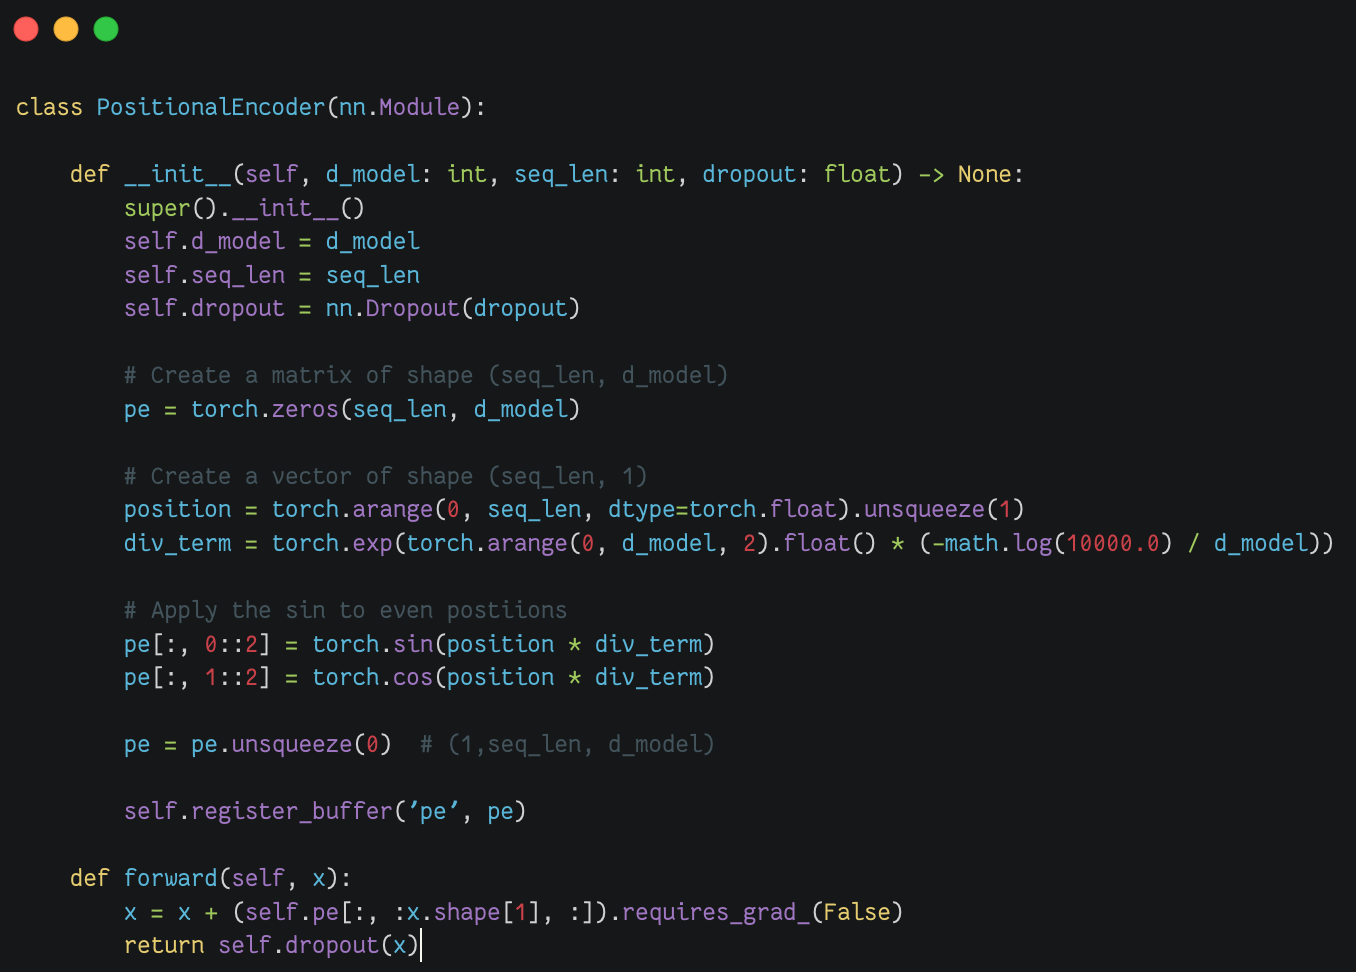 class PositionalEncoder(nn.Module):
    def __init__(self, d_model: int, seq_len: int, dropout: float) -> None:
        super().__init__()
        self.d_model = d_model
        self.seq_len = seq_len
        self.dropout = nn.Dropout(dropout)
        # Create a matrix of shape (seq_len, d_model)
        pe = torch.zeros(seq_len, d_model)
        # Create a vector of shape (seq_len, 1)
        position = torch.arange(0, seq_len, dtype=torch.float).unsqueeze(1)
        div_term = torch.exp(torch.arange(0, d_model, 2).float() * (-math.log(10000.0) / d_model))
        # Apply the sin to even postiions
        pe[:, 0::2] = torch.sin(position * div_term)
        pe[:, 1::2] = torch.cos(position * div_term)
        pe = pe.unsqueeze(0)  # (1,seq_len, d_model)
        self.register_buffer('pe', pe)
    def forward(self, x):
        x = x + (self.pe[:, :x.shape[1], :]).requires_grad_(False)
        return self.dropout(x)